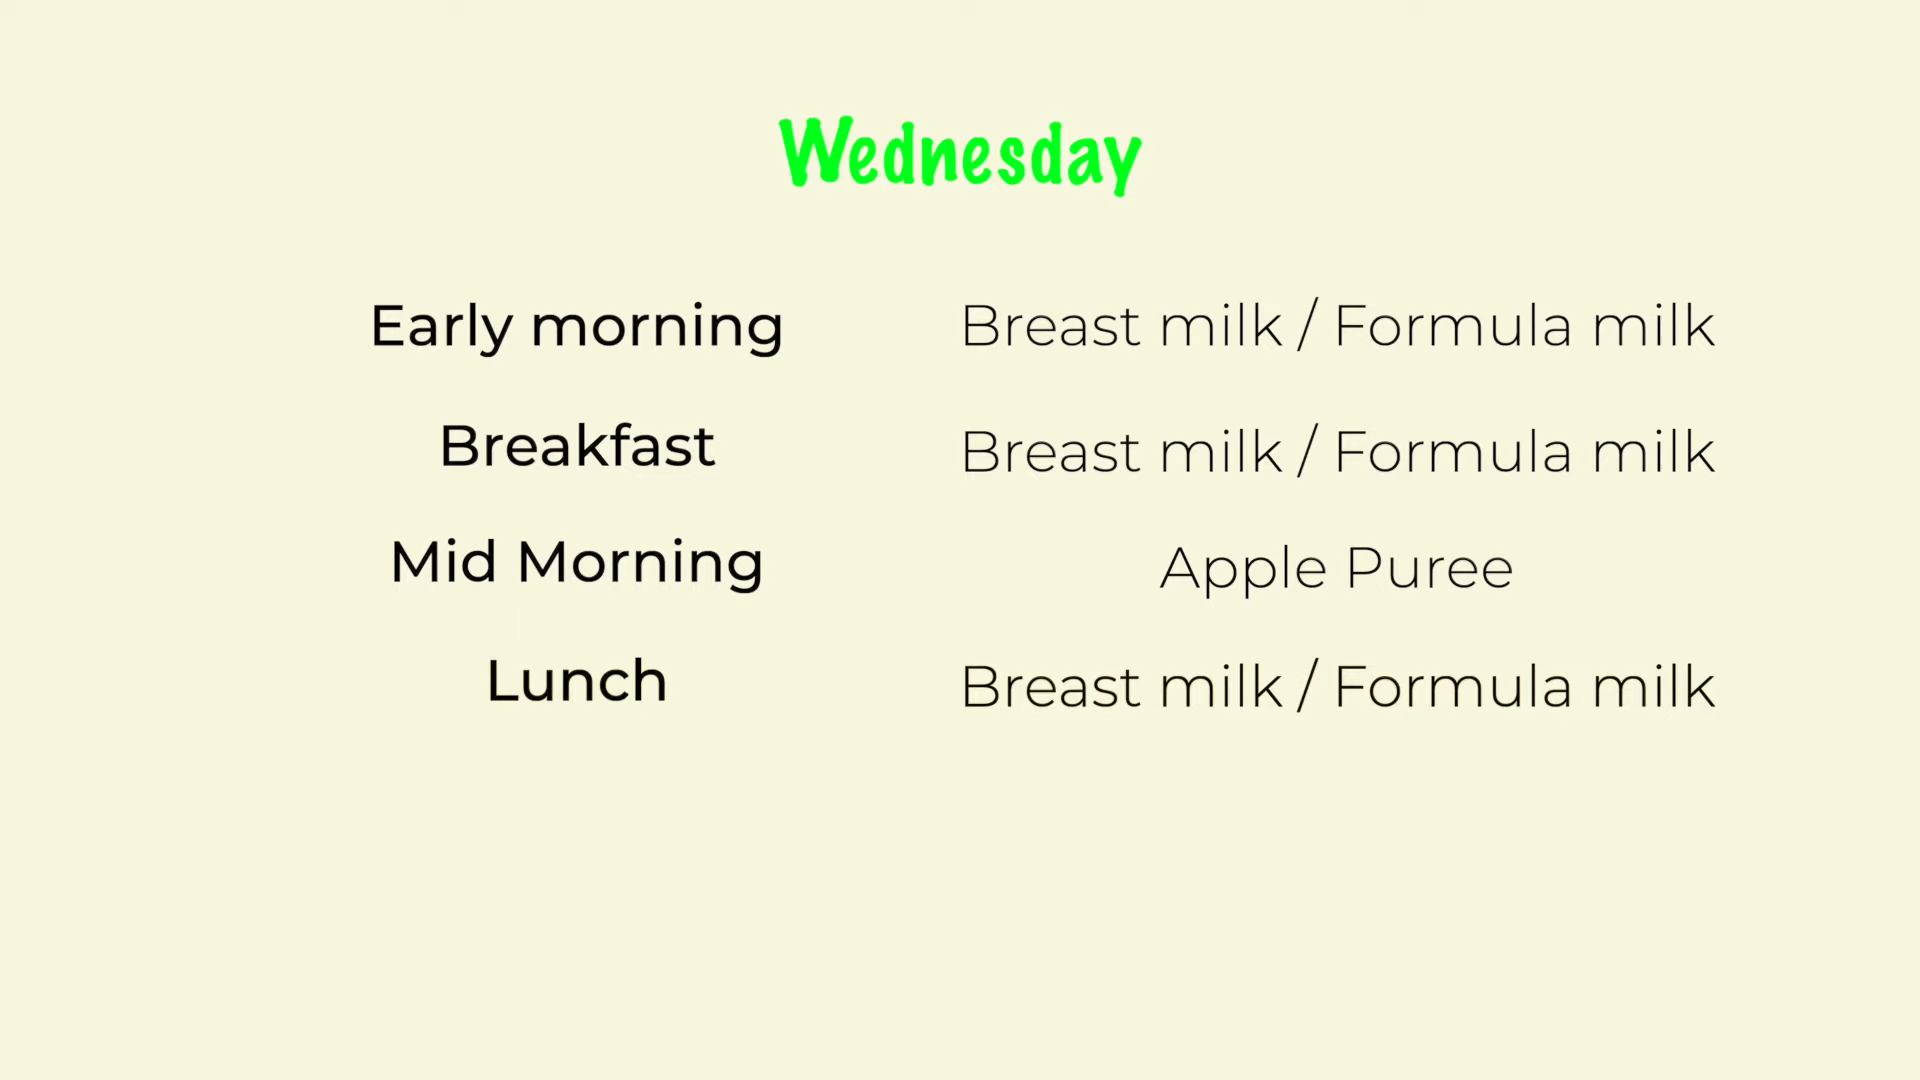 Wednesday
Early morning Breast milk / Formula milk
Breakfast Breast milk / Formula milk
Mid Morning Apple Puree
Lunch Breast milk / Formula milk